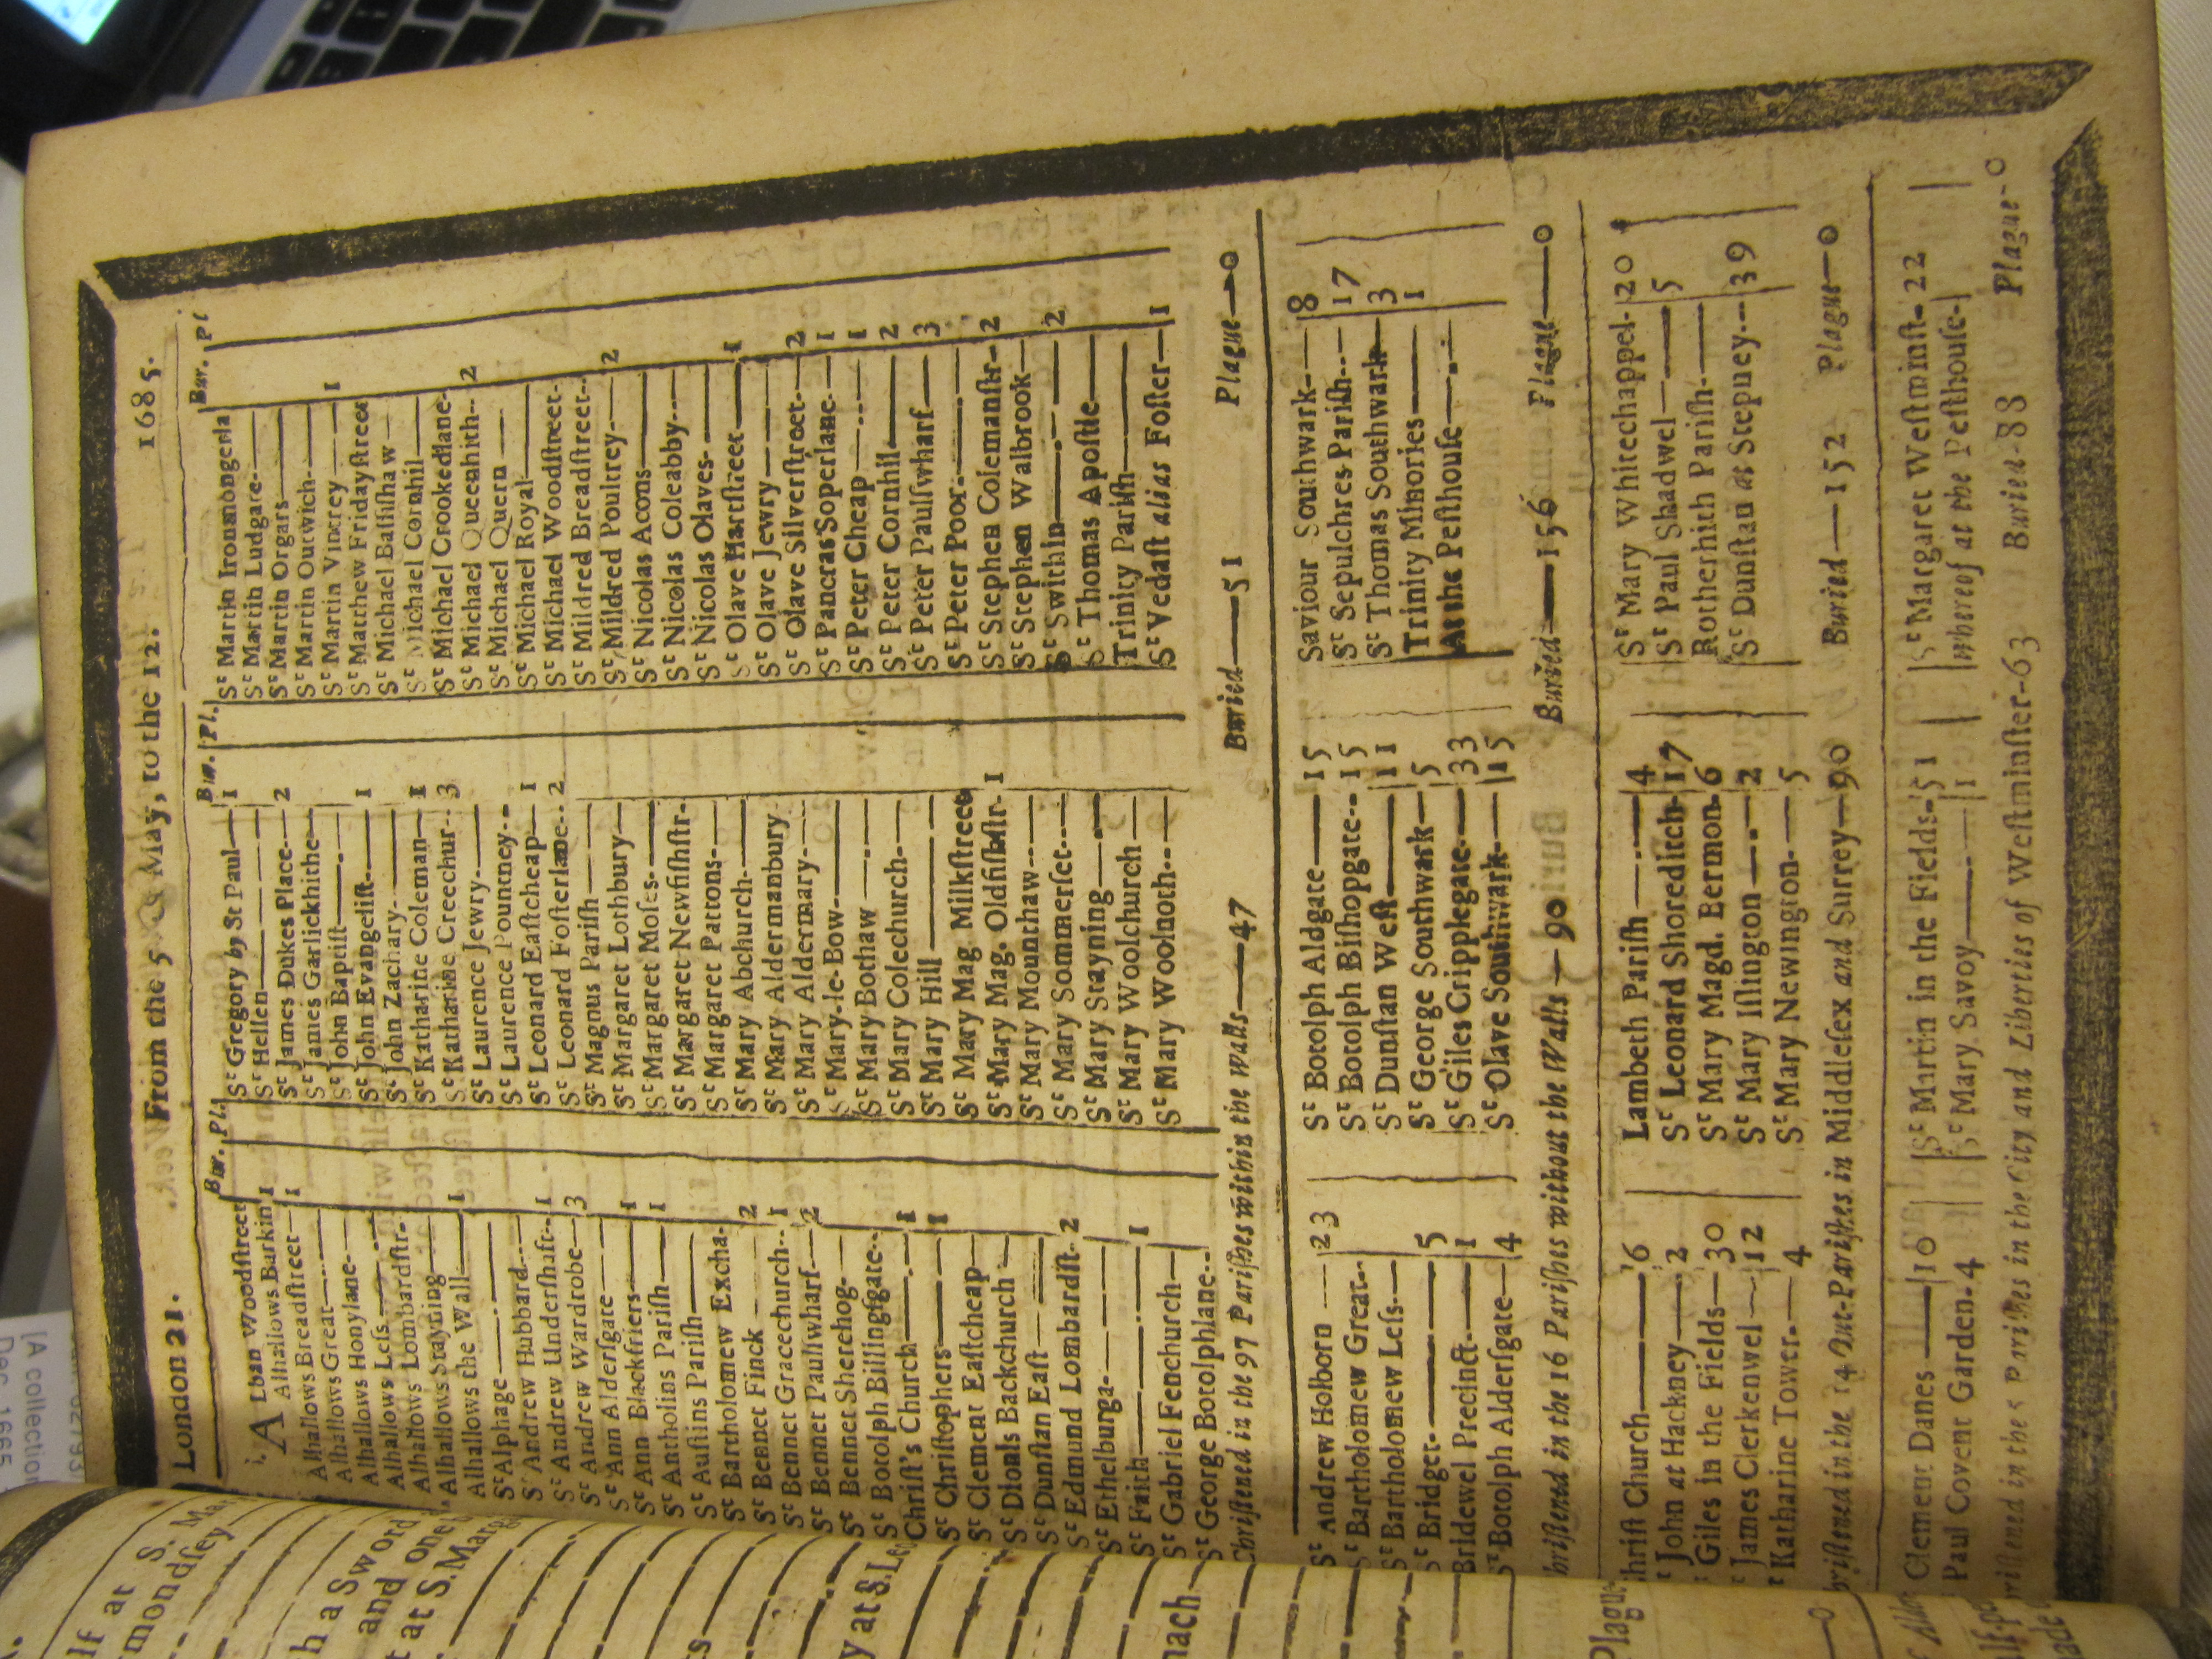 London 21. From the 5 May, to the 12. 1685.
Bur. Pl.
A Lban Woodſtreet
Alhallows Barkin 1
Alhallows Breadſtreet 1
Alhallows Great
Alhallows Honylane
Alhallows Leſs
Alhallows Lombardſtr.
Alhallows Stayning
Alhallows the Wall 1
St Alphage
St Andrew Hubbard
St Andrew Underſhaft 1
St Andrew Wardrobe 3
St Ann Alderſgate
St Ann Blackfriers 1
St Antholins Pariſh 1
St Auſtins Pariſh
St Bartholomew Excha.
St Bennet Finck 2
St Bennet Gracechurch 1
St Bennet Paulſwharf 2
St Bennet Sherehog
St Botolph Billingſgate
Chriſt's Church 1
St Chriſtophers 1
St Clement Eaſtcheap
St Dionis Backchurch
St Dunſtan Eaſt
St Edmund Lombardſt. 2
St Ethelburga
St Faith 1
St Gabriel Fenchurch
St George Botolphlane
Bur. Pl.
St Gregory by St Paul 1
St Hellen
St James Dukes Place 2
St James Garlickhithe
St John Baptiſt
St John Evangeliſt 1
St John Zachary
St Katharine Coleman 1
St Katharine Creechur. 3
St Laurence Jewry
St Laurence Pountney
St Leonard Eaſtcheap 1
St Leonard Foſterlane 2
St Magnus Pariſh
St Margaret Lothbury
St Margaret Moſes
St Margaret Newfiſhſtr.
St Margaret Pattons
St Mary Abchurch
St Mary Aldermanbury
St Mary Aldermary
St Mary-le-Bow
St Mary Bothaw
St Mary Colechurch
St Mary Hill
St Mary Mag Milkſtreet
St Mary Mag. Oldfiſhſtr. 1
St Mary Mounthaw
St Mary Sommerſet
St Mary Stayning
St Mary Woolchurch
St Mary Woolnoth
Bur. Pl
St Martin Ironmongerla
St Martin Ludgate
St Martin Orgars
St Martin Outwich
St Martin Vintrey 1
St Matthew Fridayſtreet
St Michael Baſiſhaw
St Michael Cornhil
St Michael Crookedlane
St Michael Queenhith 2
St Michael Quern
St Michael Royal
St Michael Woodſtreet
St Mildred Breadſtreet
St Mildred Poultrey 2
St Nicolas Acons
St Nicolas Coleabby
St Nicolas Olaves
St Olave Hartſtreet 1
St Olave Jewry
St Olave Silverſtreet 2
St Pancras Soperlane 1
St Peter Cheap 1
St Peter Cornhil 2
St Peter Paulſwharf 3
St Peter Poor
St Stephen Colemanſtr. 2
St Stephen Walbrook
St Swithin 2
St Thomas Apoſtle
Trinity Pariſh
St Vedaſt alias Foſter 1
Chriſtened in the 97 Pariſhes within the Walls 47 Buried 51 Plague 0
St Andrew Holborn 23
St Bartholomew Great
St Bartholomew Leſs
St Bridget 5
Bridewel Precinct 1
St Botolph Alderſgate 4
St Botolph Aldgate 15
St Botolph Biſhopgate 15
St Dunſtan Weſt 11
St George Southwark 5
St Giles Cripplegate 33
St Olave Southwark 15
Saviour Southwark 8
St Sepulchres Pariſh 17
St Thomas Southwark 3
Trinity Minories 1
At the Peſthouſe
hriſtened in the 16 Pariſhes without the Walls 90 Buried 156 Plague 0
hriſt Church 6
John at Hackney 2
Giles in the Fields 30
James Clerkenwel 12
Katharine Tower 4
Lambeth Pariſh 4
St Leonard Shoreditch 17
St Mary Magd. Bermon. 6
St Mary Iſlington 2
St Mary Newington 5
St Mary Whitechappel 20
St Paul Shadwel 5
Rotherhith Pariſh
St Dunſtan at Stepney 39
riſtened in the 14 Out-Pariſhes in Middleſex and Surrey 90 Buried 152 Plague 0
Clement Danes 10
Paul Covent Garden 4
St Martin in the Fields 51
St Mary Savoy 1
St Margaret Weſtminſt. 22
whereof at the Peſthouſe
riſtened in the 5 Pariſhes in the City and Liberties of Weſtminſter 63 Buried 88 Plague 0
lf at S. Ma
mondſey
h a Sword
and one
t at S. Marg
y at S. Le
nach
Plague
[A collection
Dec. 1665